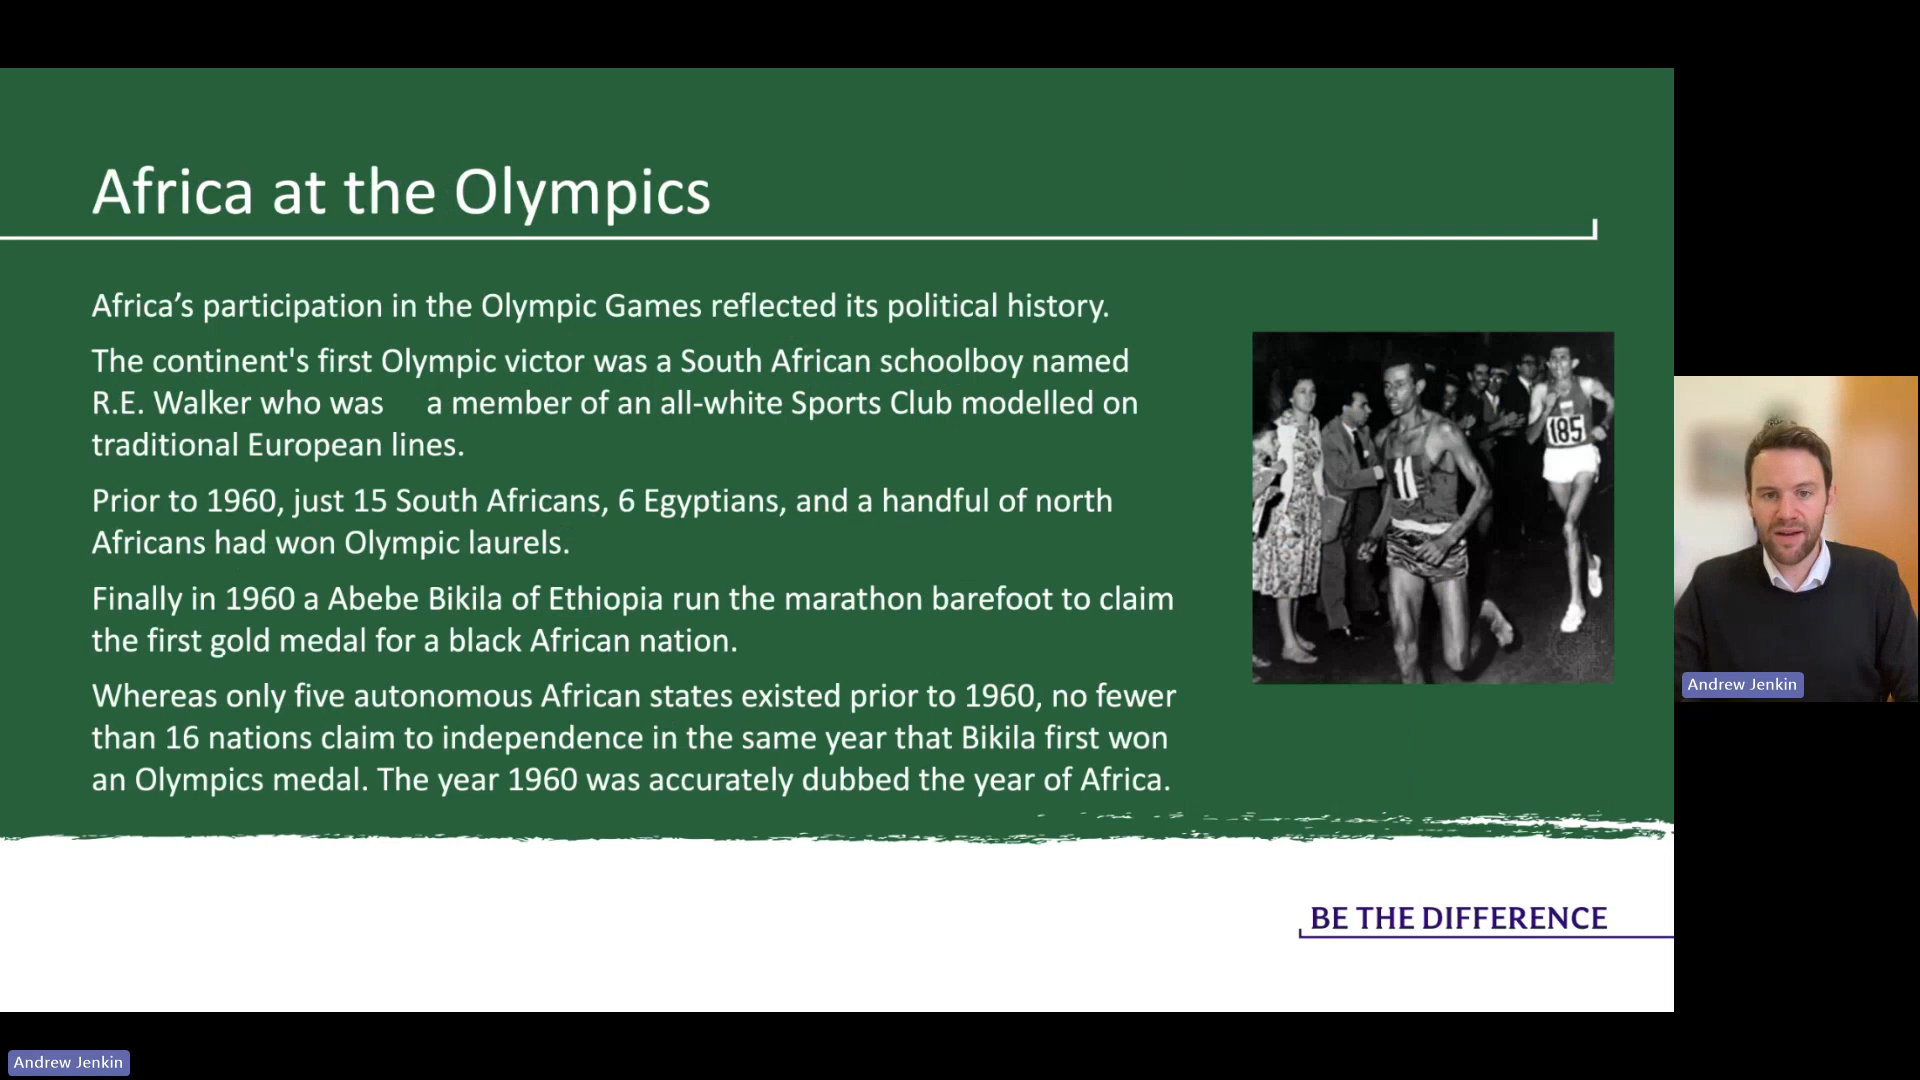 Africa at the Olympics
Africa’s participation in the Olympic Games reflected its political history.
The continent's first Olympic victor was a South African schoolboy named
R.E. Walker who was a member of an all-white Sports Club modelled on
traditional European lines.
Prior to 1960, just 15 South Africans, 6 Egyptians, and a handful of north
Africans had won Olympic laurels.
Finally in 1960 a Abebe Bikila of Ethiopia run the marathon barefoot to claim
the first gold medal for a black African nation.
Whereas only five autonomous African states existed prior to 1960, no fewer
than 16 nations claim to independence in the same year that Bikila first won
an Olympics medal. The year 1960 was accurately dubbed the year of Africa.
11
185
BE THE DIFFERENCE
Andrew Jenkin
Andrew Jenkin